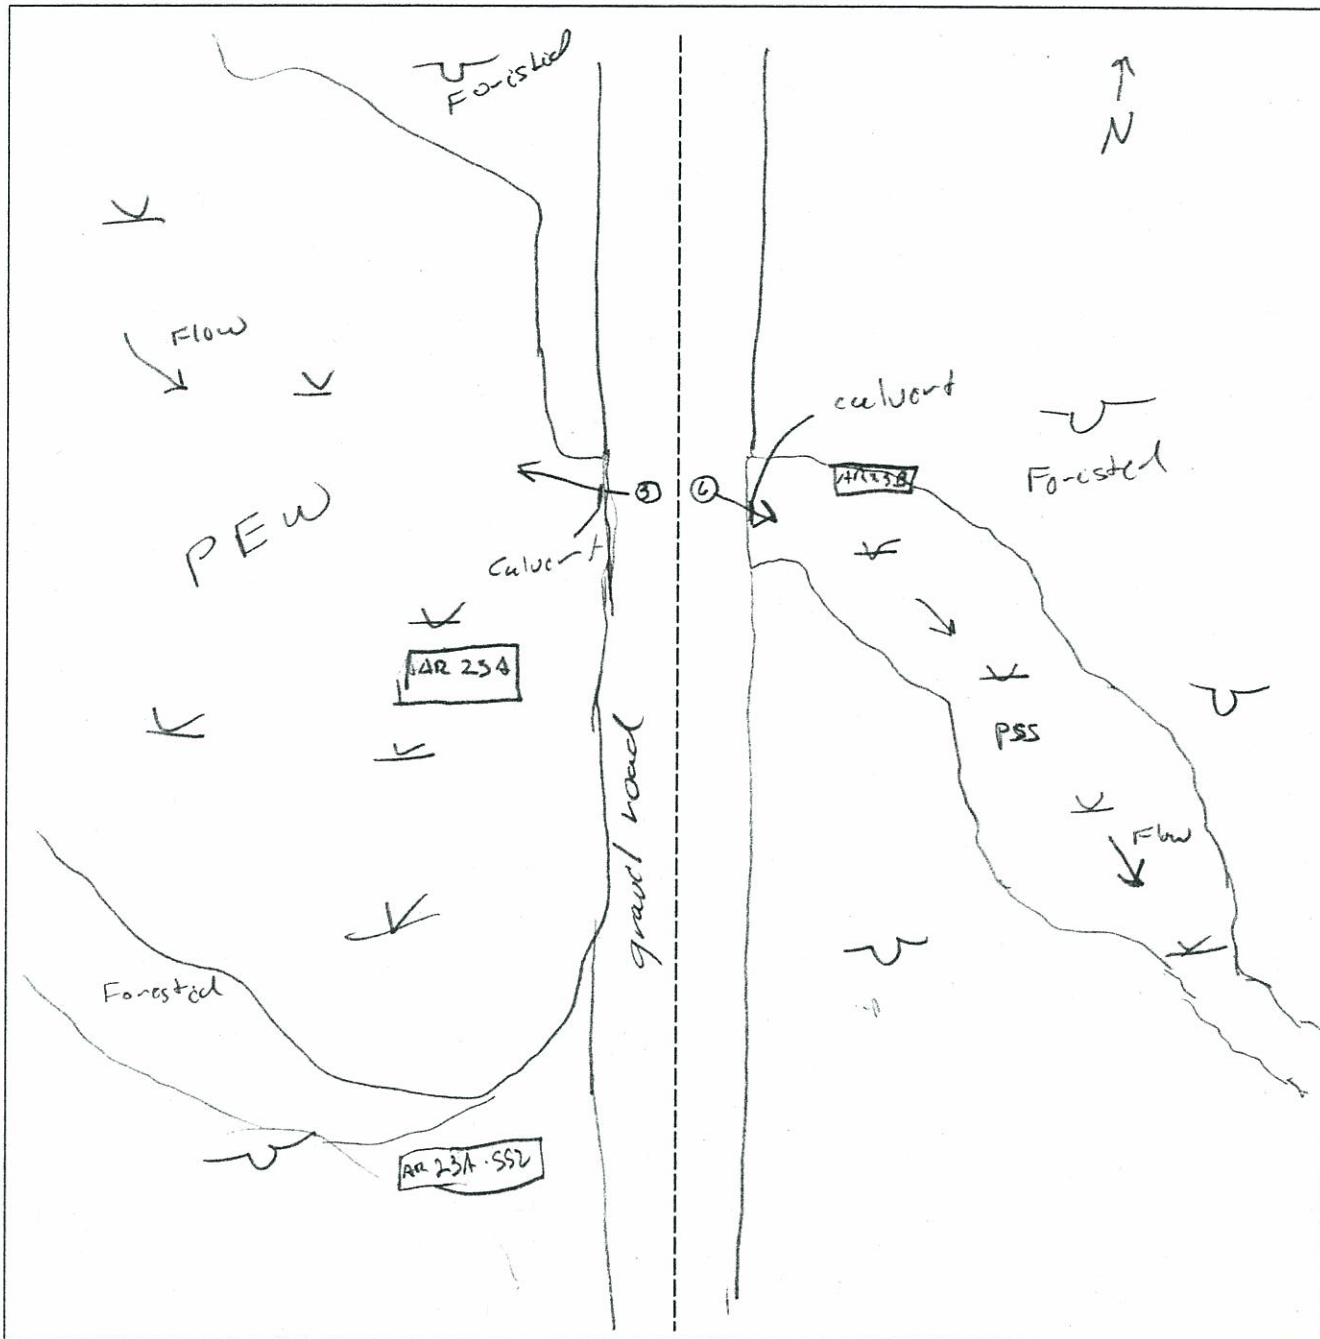 Forested
N
Flow
culvert
Forested
AR23B
5
6
PEW
Culvert
AR 23A
PSS
gravel road
Flow
Forested
AR 23A-SS2